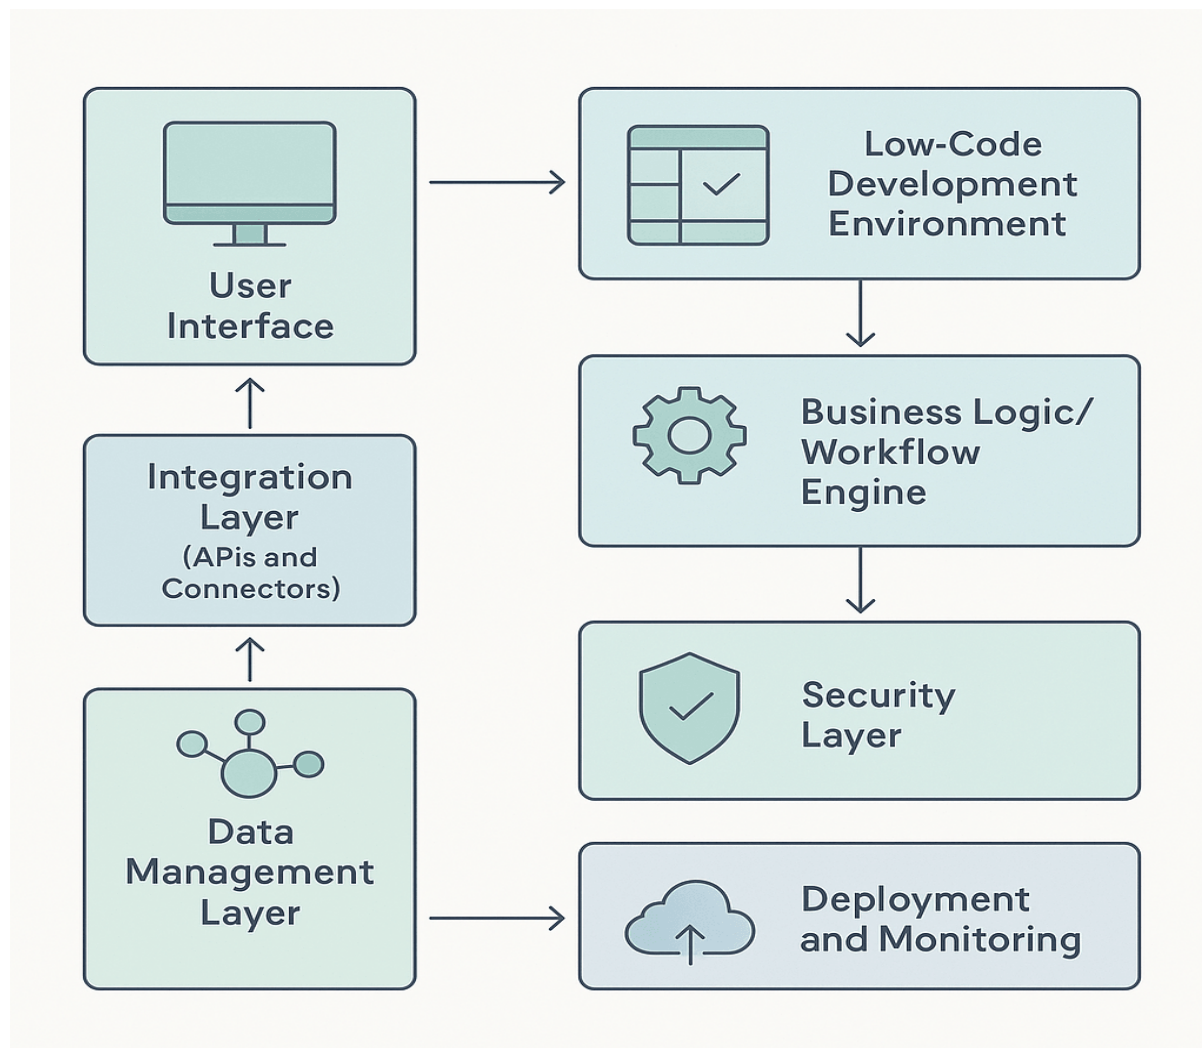 User
Interface
Low-Code
Development
Environment
Integration
Layer
(APis and
Connectors)
Business Logic/
Workflow
Engine
Security
Layer
Data
Management
Layer
Deployment
and Monitoring